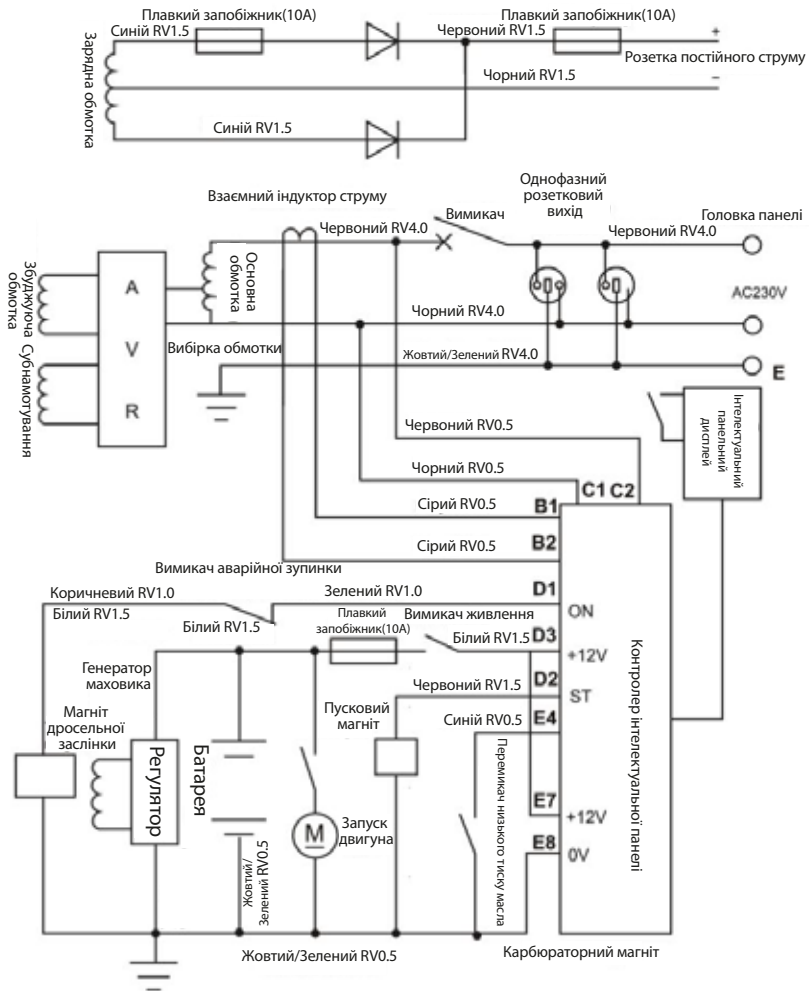 Плавкий запобіжник(10А)
Плавкий запобіжник(10А)
Синій RV1.5
Червоний RV1.5
+
Розетка постійного струму
Зарядна обмотка
Чорний RV1.5
–
Синій RV1.5
Однофазний
розетковий
вихід
Взаємний індуктор струму
Вимикач
Головка панелі
Червоний RV4.0
Червоний RV4.0
Збуджуюча
обмотка
Основна
обмотка
A
V
R
AC230V
Чорний RV4.0
Вибірка обмотки
Жовтий/Зелений RV4.0
E
Субнамотування
Інтелектуальний
панельний
дисплей
Червоний RV0.5
Чорний RV0.5
C1 C2
Сірий RV0.5
B1
Сірий RV0.5
B2
Вимикач аварійної зупинки
Коричневий RV1.0
Зелений RV1.0
D1
ON
Білий RV1.5
Білий RV1.5
Плавкий
запобіжник(10А)
Вимикач живлення
Білий RV1.5
D3
+12V
Генератор
маховика
Червоний RV1.5
D2
ST
Магніт
дросельної
заслінки
Пусковий
магніт
Синій RV0.5
E4
Регулятор
Батарея
Перемикач низького тиску масла
Контролер інтелектуальної панелі
E7
+12V
M
Запуск
двигуна
E8
0V
Жовтий/
Зелений RV0.5
Жовтий/Зелений RV0.5
Карбюраторний магніт